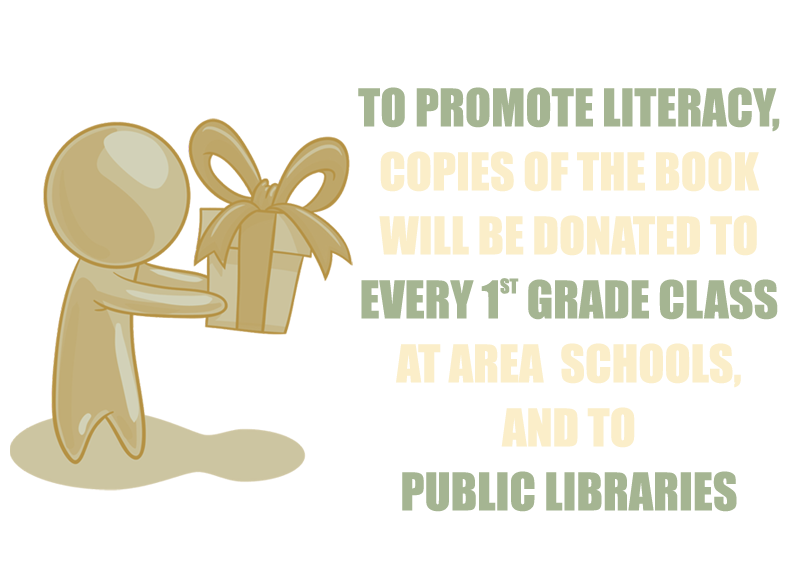 TO PROMOTE LITERACY,
COPIES OF THE BOOK
WILL BE DONATED TO
EVERY 1ST GRADE CLASS
AT AREA SCHOOLS,
AND TO
PUBLIC LIBRARIES